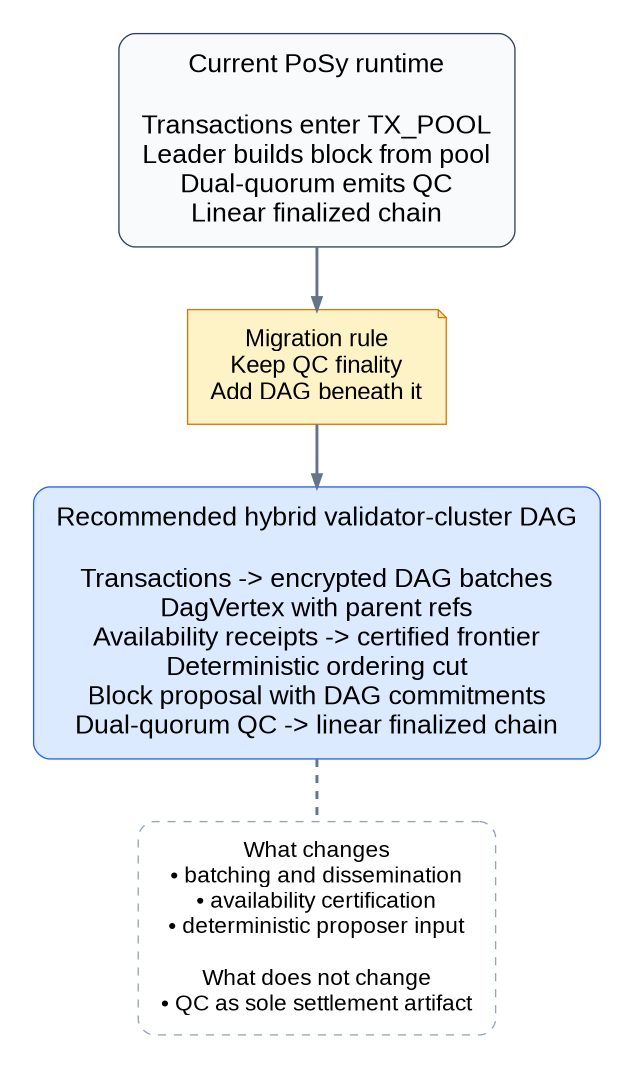 Current PoSy runtime
Transactions enter TX_POOL
Leader builds block from pool
Dual-quorum emits QC
Linear finalized chain
Migration rule
Keep QC finality
Add DAG beneath it
Recommended hybrid validator-cluster DAG
Transactions -> encrypted DAG batches
DagVertex with parent refs
Availability receipts -> certified frontier
Deterministic ordering cut
Block proposal with DAG commitments
Dual-quorum QC -> linear finalized chain
What changes
• batching and dissemination
• availability certification
• deterministic proposer input
What does not change
• QC as sole settlement artifact